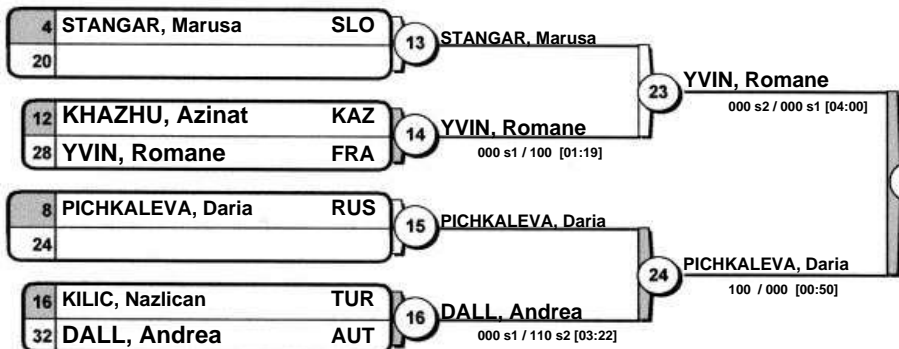 4 STANGAR, Marusa SLO
20
13 STANGAR, Marusa
12 KHAZHU, Azinat KAZ
28 YVIN, Romane FRA
14 YVIN, Romane
000 s1 / 100 [01:19]
23 YVIN, Romane
000 s2 / 000 s1 [04:00]
8 PICHKALEVA, Daria RUS
24
15 PICHKALEVA, Daria
16 KILIC, Nazlican TUR
32 DALL, Andrea AUT
16 DALL, Andrea
000 s1 / 110 s2 [03:22]
24 PICHKALEVA, Daria
100 / 000 [00:50]